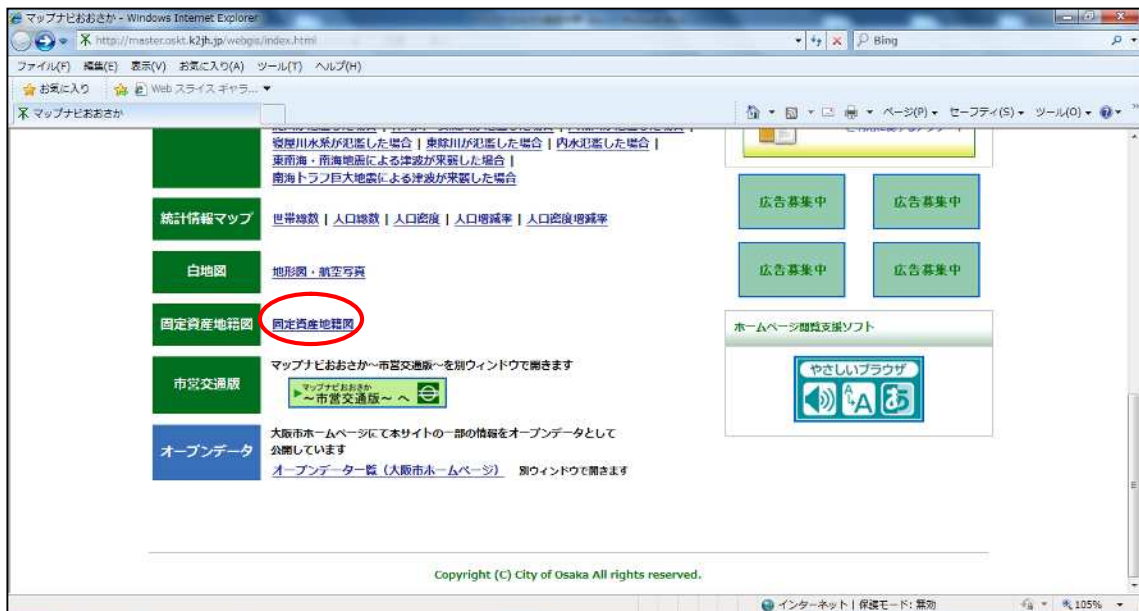 マップナビおおさか - Windows Internet Explorer
http://master.oskt.k2jh.jp/webgis/index.html
Bing
ファイル(F) 編集(E) 表示(V) お気に入り(A) ツール(T) ヘルプ(H)
お気に入り Web スライス ギャラ...
マップナビおおさか
ページ(P) セーフティ(S) ツール(O)
寝屋川水系が氾濫した場合 | 東除川が氾濫した場合 | 内水氾濫した場合 |
東南海・南海地震による津波が来襲した場合 |
南海トラフ巨大地震による津波が来襲した場合
統計情報マップ
世帯総数 | 人口総数 | 人口密度 | 人口増減率 | 人口密度増減率
白地図
地形図・航空写真
固定資産地籍図
固定資産地籍図
市営交通版
マップナビおおさか～市営交通版～を別ウィンドウで開きます
マップナビおおさか
～市営交通版～ へ
オープンデータ
大阪市ホームページにて本サイトの一部の情報をオープンデータとして
公開しています
オープンデータ一覧（大阪市ホームページ） 別ウィンドウで開きます
広告募集中
広告募集中
広告募集中
広告募集中
ホームページ閲覧支援ソフト
やさしいブラウザ
A A あ
Copyright (C) City of Osaka All rights reserved.
インターネット | 保護モード: 無効
105%